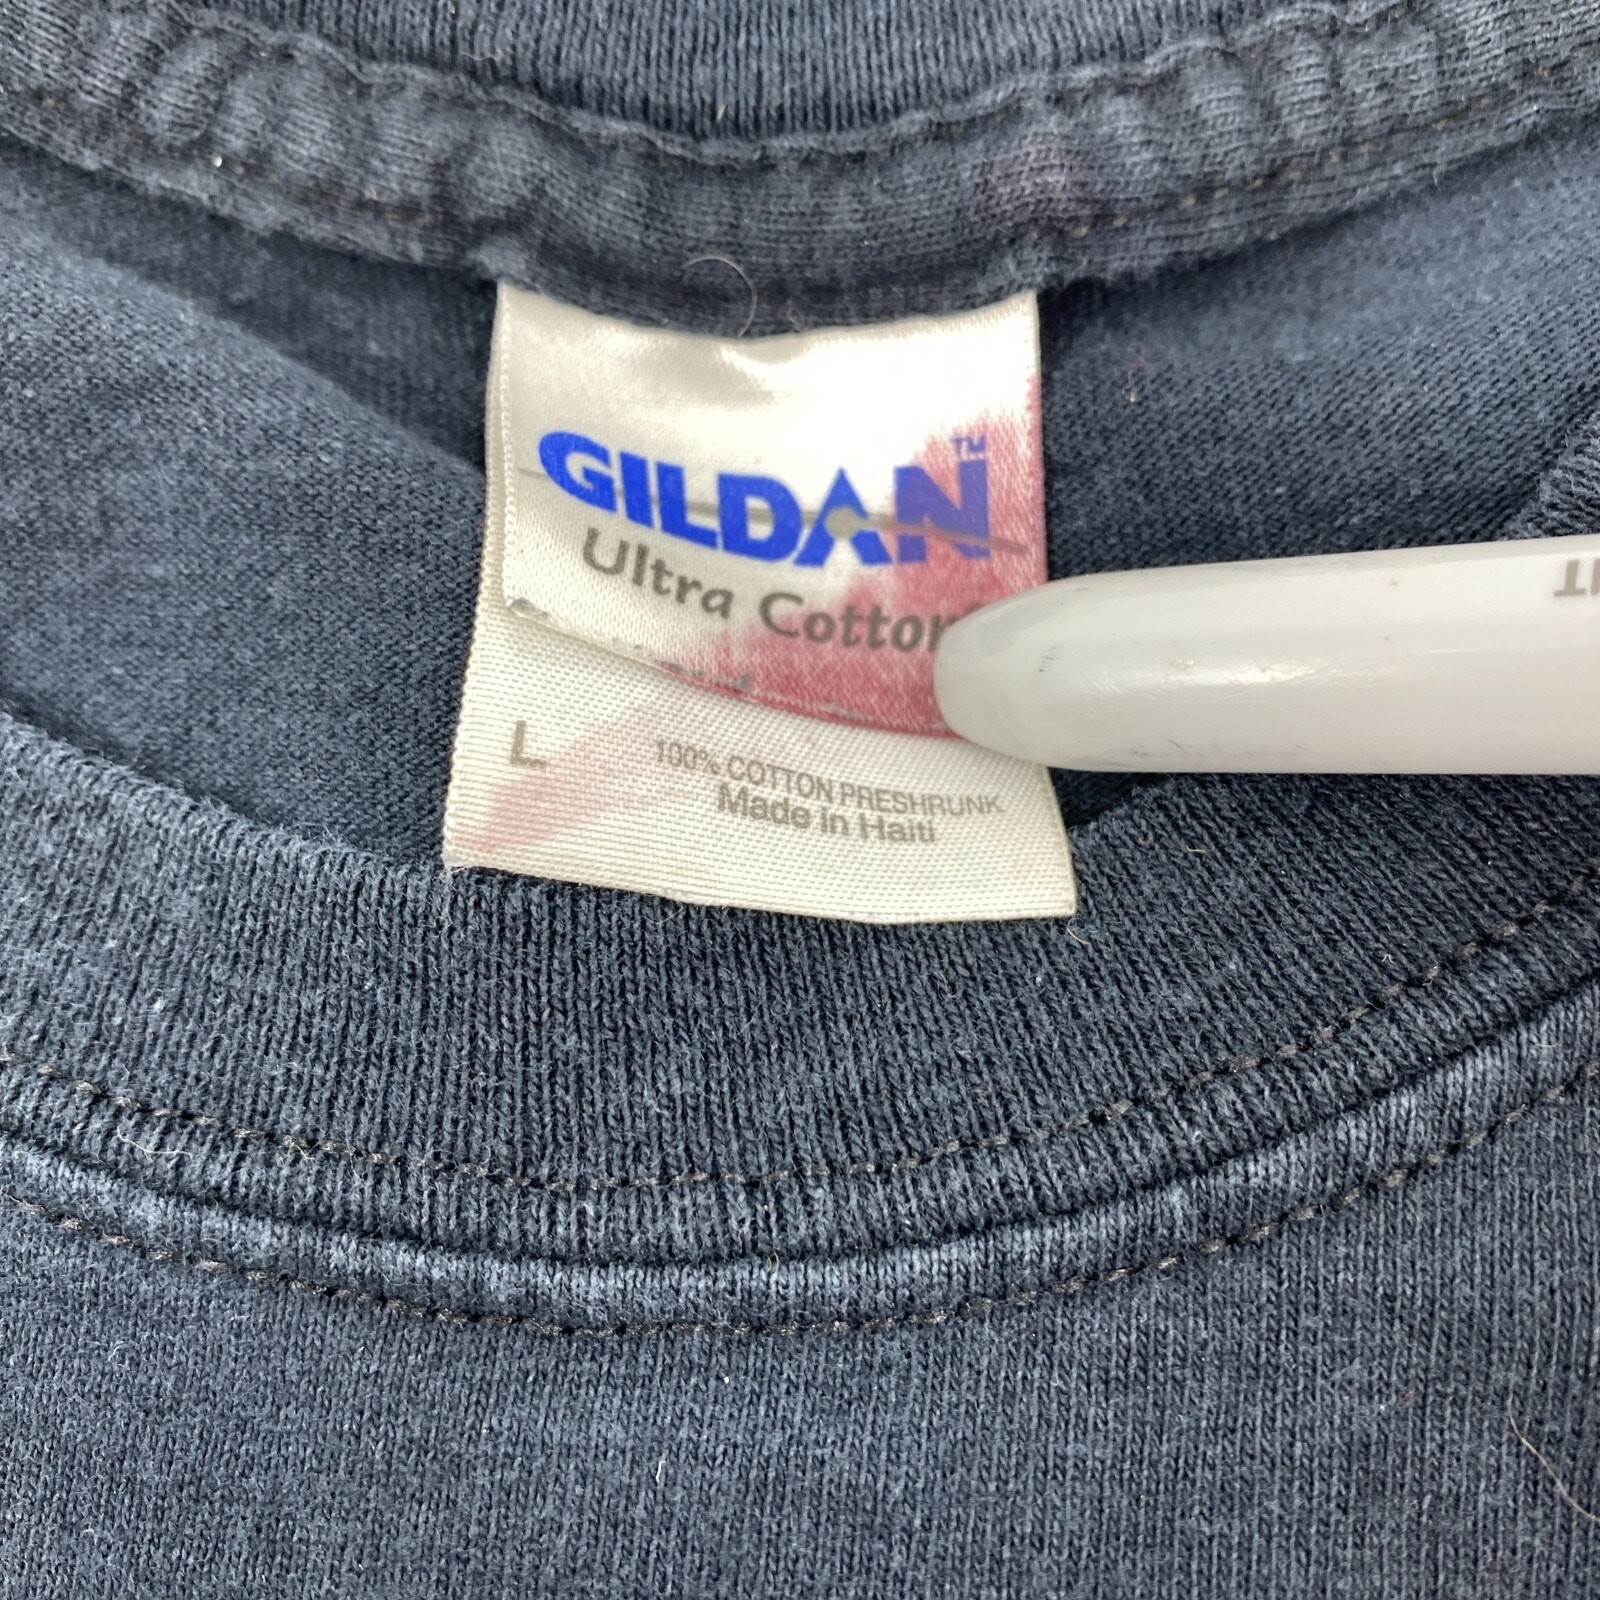 GILDAN™
Ultra Cotton
L
100% COTTON PRESHRUNK
Made in Haiti